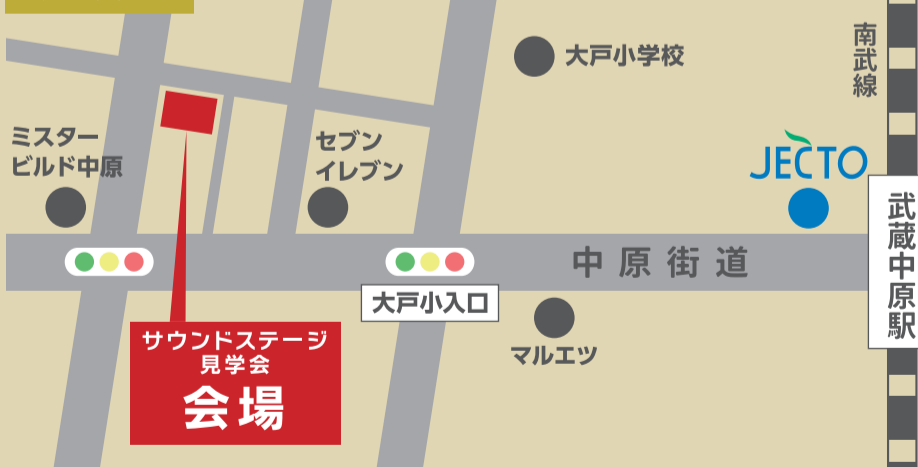 大戸小学校
南武線
ミスター
ビルド中原
セブン
イレブン
JECTO
武蔵中原駅
中原街道
大戸小入口
マルエツ
サウンドステージ
見学会
会場